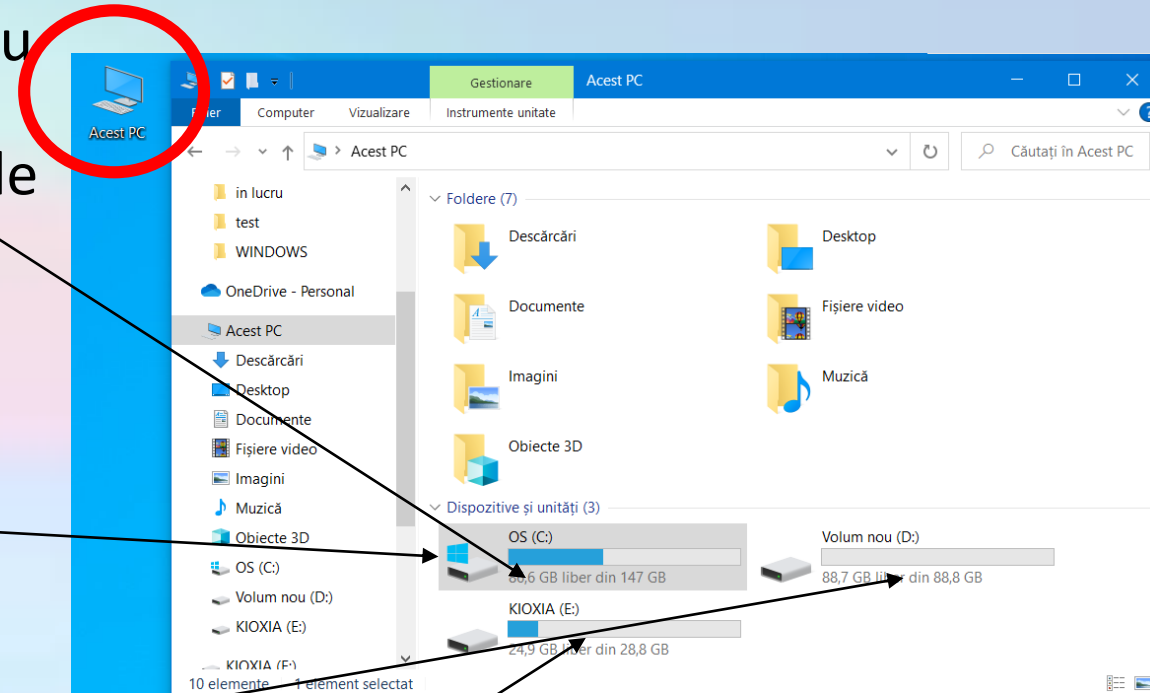 u
le
Acest PC
Gestionare
Acest PC
Computer
Vizualizare
Instrumente unitate
Acest PC
Căutați în Acest PC
in lucru
test
WINDOWS
OneDrive - Personal
Acest PC
Descărcări
Desktop
Documente
Fișiere video
Imagini
Muzică
Obiecte 3D
OS (C:)
Volum nou (D:)
KIOXIA (E:)
KIOXIA (E:)
Foldere (7)
Descărcări
Desktop
Documente
Fișiere video
Imagini
Muzică
Obiecte 3D
Dispozitive și unități (3)
OS (C:)
GB liber din 147 GB
Volum nou (D:)
88,7 GB liber din 88,8 GB
KIOXIA (E:)
24,9 GB liber din 28,8 GB
10 elemente
1 element selectat